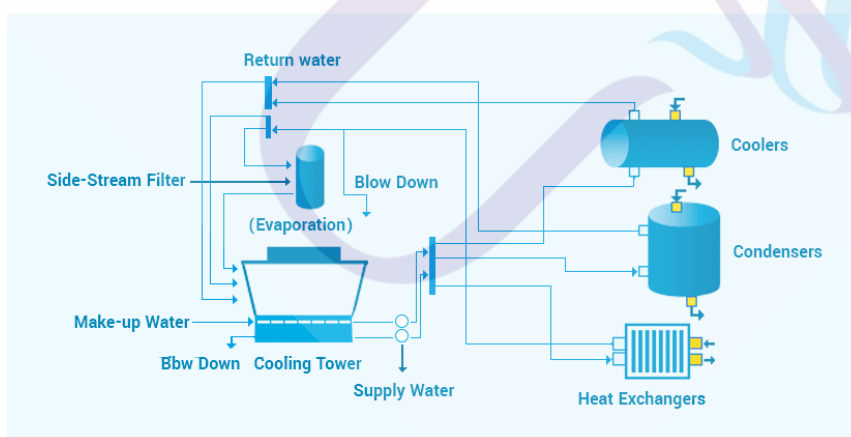 Return water
Coolers
Side-Stream Filter
Blow Down
(Evaporation)
Condensers
Make-up Water
Bbw Down
Cooling Tower
Supply Water
Heat Exchangers